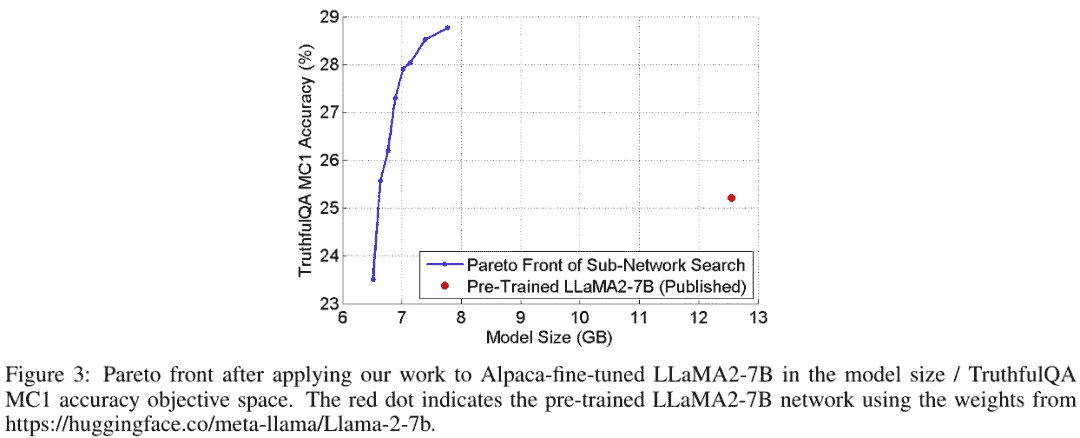 29
28
27
26
25
24
23
TruthfulQA MC1 Accuracy (%)
Pareto Front of Sub-Network Search
Pre-Trained LLaMA2-7B (Published)
6 7 8 9 10 11 12 13
Model Size (GB)
Figure 3: Pareto front after applying our work to Alpaca-fine-tuned LLaMA2-7B in the model size / TruthfulQA
MC1 accuracy objective space. The red dot indicates the pre-trained LLaMA2-7B network using the weights from
https://huggingface.co/meta-llama/Llama-2-7b.